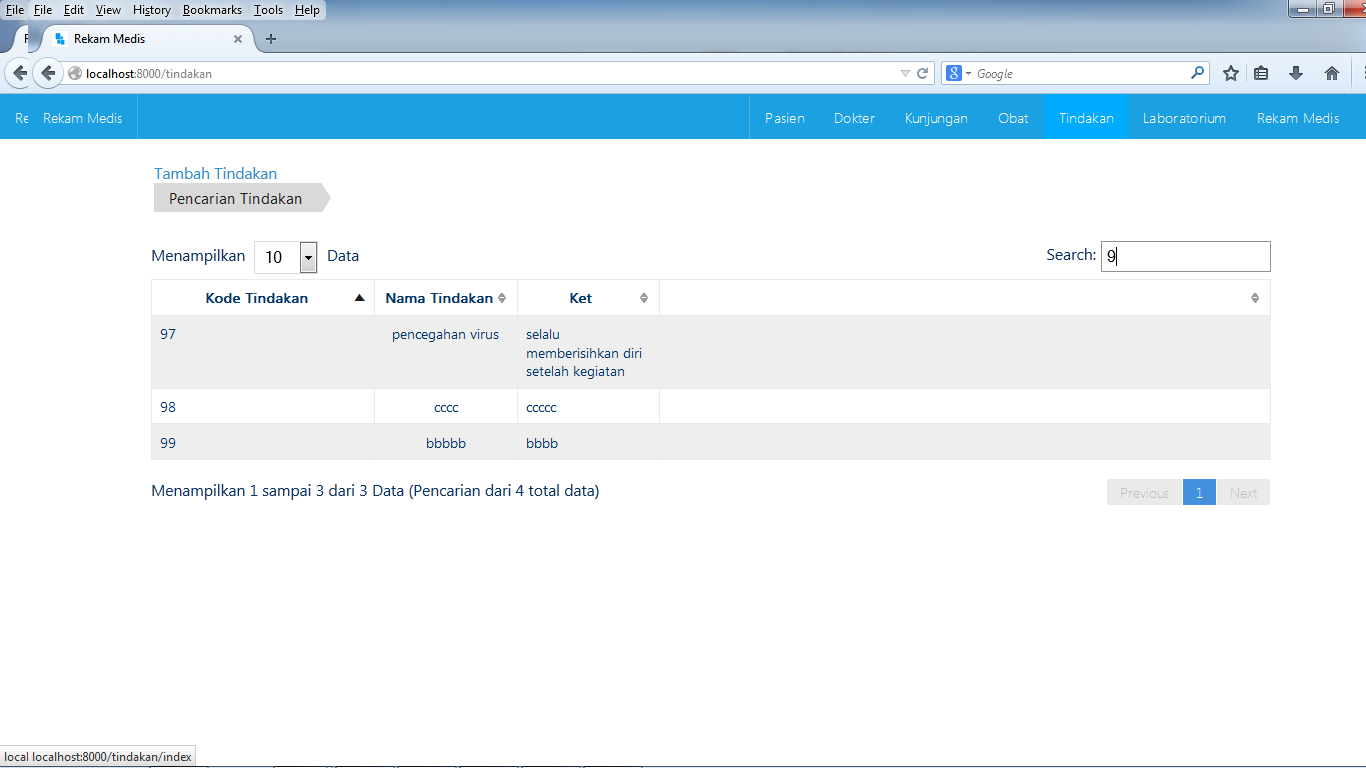 File File Edit View History Bookmarks Tools Help
Rekam Medis
localhost:8000/tindakan Google
Re Rekam Medis Pasien Dokter Kunjungan Obat Tindakan Laboratorium Rekam Medis
Tambah Tindakan
Pencarian Tindakan
Menampilkan 10 Data Search: 9
Kode Tindakan Nama Tindakan Ket
97 pencegahan virus selalu
memberisihkan diri
setelah kegiatan
98 cccc ccccc
99 bbbbb bbbb
Menampilkan 1 sampai 3 dari 3 Data (Pencarian dari 4 total data) Previous 1 Next
local localhost:8000/tindakan/index